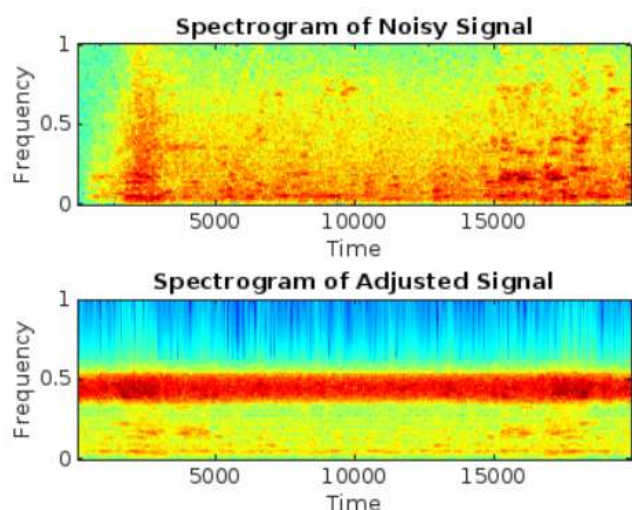 Spectrogram of Noisy Signal
1
0.5
0
Frequency
5000 10000 15000
Time
Spectrogram of Adjusted Signal
1
0.5
0
Frequency
5000 10000 15000
Time